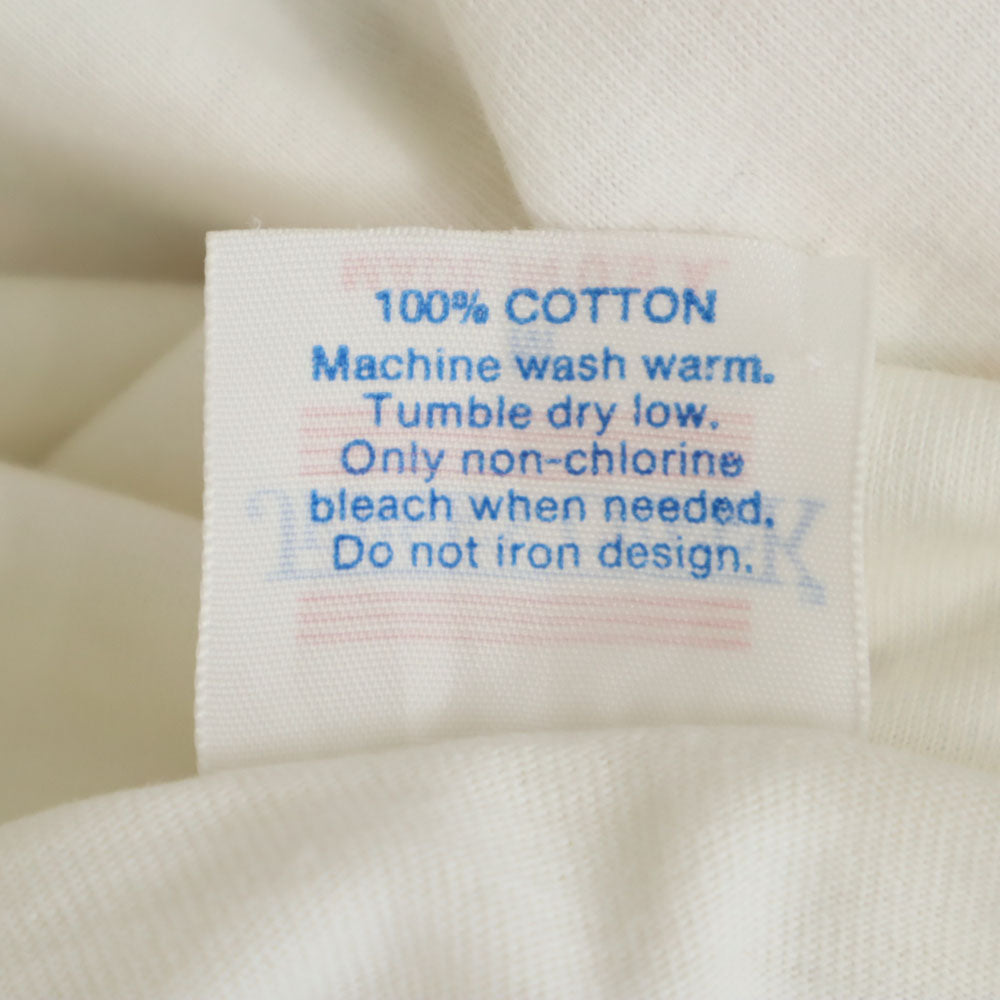 100% COTTON
Machine wash warm.
Tumble dry low.
Only non-chlorine
bleach when needed.
Do not iron design.